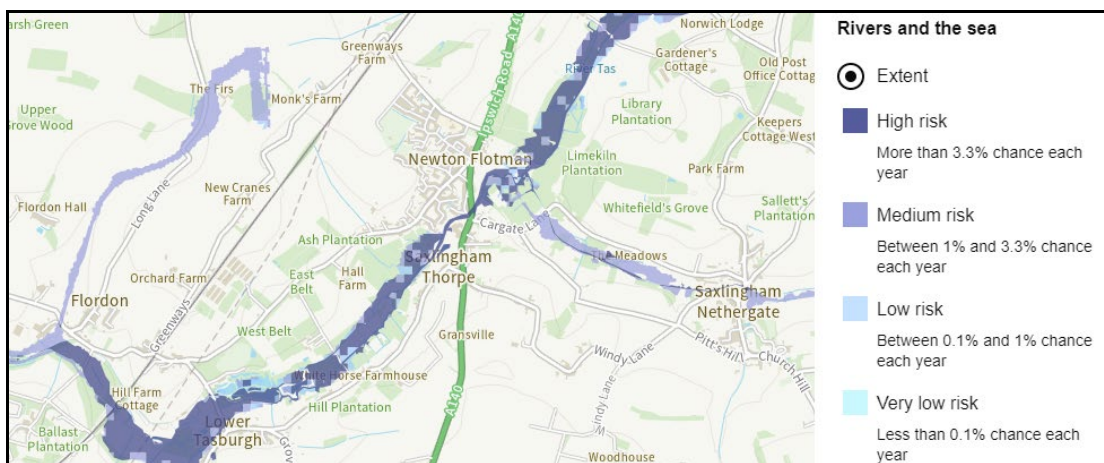 arsh Green
Greenways Farm
A140
Norwich Lodge
Gardener's Cottage
Old Post Office Cottag
River Tas
The Firs
Monk's Farm
Upper
rove Wood
Ipswich Road
Library Plantation
Keepers Cottage West
Newton Flotman
Limekiln Plantation
Park Farm
New Cranes Farm
Long Lane
Flordon Hall
Whitefield's Grove
Sallett's Plantation
Cargate Lane
Ash Plantation
Saxlingham Thorpe
The Meadows
Orchard Farm
East Belt
Hall Farm
Flordon
Greenways
Saxlingham Nethergate
West Belt
Gransville
Windy Lane
Pitt's Hill
Church Hill
White Horse Farmhouse
Hill Farm Cottage
Hill Plantation
A140
Lower Tasburgh
Ballast Plantation
Woodhouse
Rivers and the sea
Extent
High risk
More than 3.3% chance each
year
Medium risk
Between 1% and 3.3% chance
each year
Low risk
Between 0.1% and 1% chance
each year
Very low risk
Less than 0.1% chance each
year